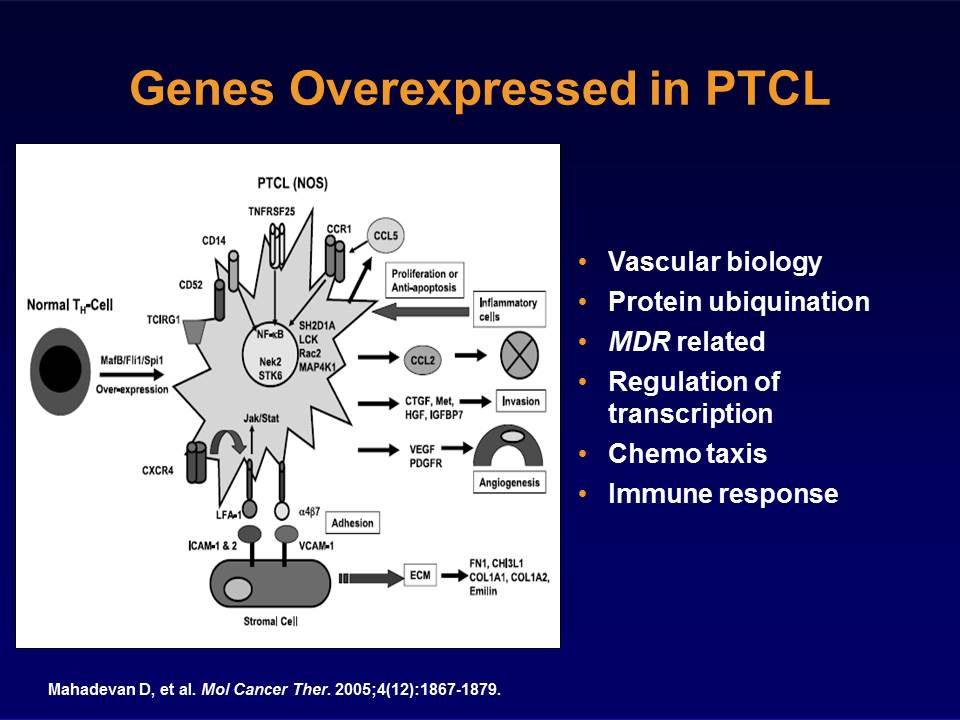 Genes Overexpressed in PTCL
PTCL (NOS)
TNFRSF25
CD14
CCR1
CCL5
CD52
Proliferation or
Anti-apoptosis
Normal TH-Cell
TCIRG1
Inflammatory
cells
NF-κB
SH2D1A
LCK
Rac2
MAP4K1
MafB/Fli1/Spi1
Over-expression
Nek2
STK6
CCL2
CTGF, Met,
HGF, IGFBP7
Invasion
Jak/Stat
VEGF
PDGFR
CXCR4
Angiogenesis
LFA-1
α4β7
Adhesion
ICAM-1 & 2
VCAM-1
ECM
FN1, CHI3L1
COL1A1, COL1A2,
Emilin
Stromal Cell
• Vascular biology
• Protein ubiquination
• MDR related
• Regulation of
transcription
• Chemo taxis
• Immune response
Mahadevan D, et al. Mol Cancer Ther. 2005;4(12):1867-1879.